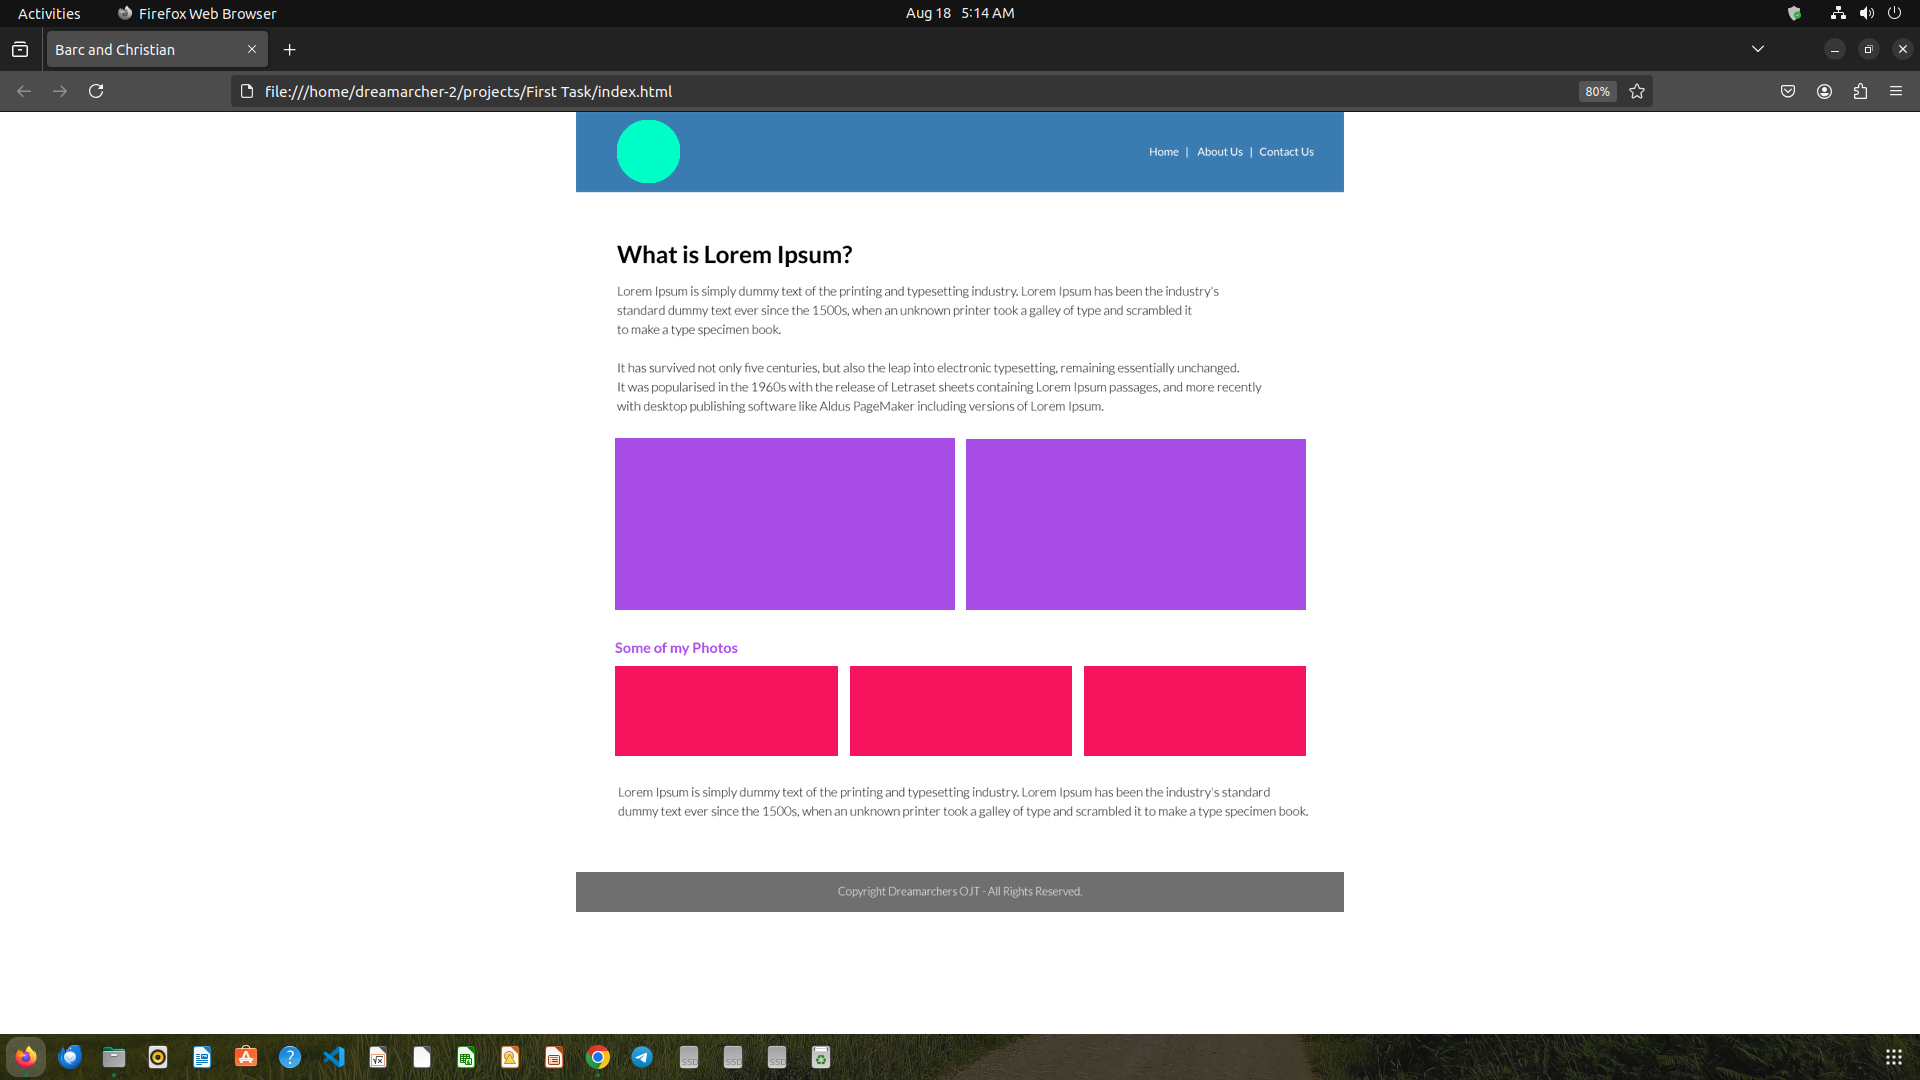 Activities
Firefox Web Browser
Aug 18 5:14 AM
Barc and Christian
file:///home/dreamarcher-2/projects/First Task/index.html
80%
Home | About Us | Contact Us
What is Lorem Ipsum?
Lorem Ipsum is simply dummy text of the printing and typesetting industry. Lorem Ipsum has been the industry's
standard dummy text ever since the 1500s, when an unknown printer took a galley of type and scrambled it
to make a type specimen book.
It has survived not only five centuries, but also the leap into electronic typesetting, remaining essentially unchanged.
It was popularised in the 1960s with the release of Letraset sheets containing Lorem Ipsum passages, and more recently
with desktop publishing software like Aldus PageMaker including versions of Lorem Ipsum.
Some of my Photos
Lorem Ipsum is simply dummy text of the printing and typesetting industry. Lorem Ipsum has been the industry's standard
dummy text ever since the 1500s, when an unknown printer took a galley of type and scrambled it to make a type specimen book.
Copyright Dreamarchers OJT - All Rights Reserved.
SSD
SSD
SSD